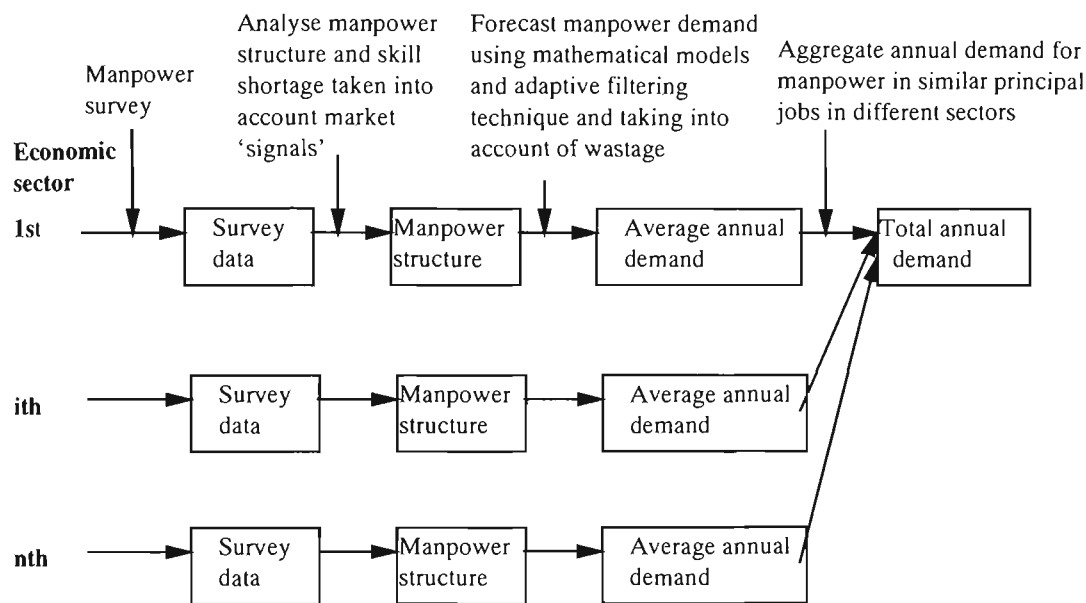 Manpower
survey
Analyse manpower
structure and skill
shortage taken into
account market
‘signals’
Forecast manpower demand
using mathematical models
and adaptive filtering
technique and taking into
account of wastage
Aggregate annual demand for
manpower in similar principal
jobs in different sectors
Economic
sector
1st
Survey
data
Manpower
structure
Average annual
demand
Total annual
demand
ith
Survey
data
Manpower
structure
Average annual
demand
nth
Survey
data
Manpower
structure
Average annual
demand